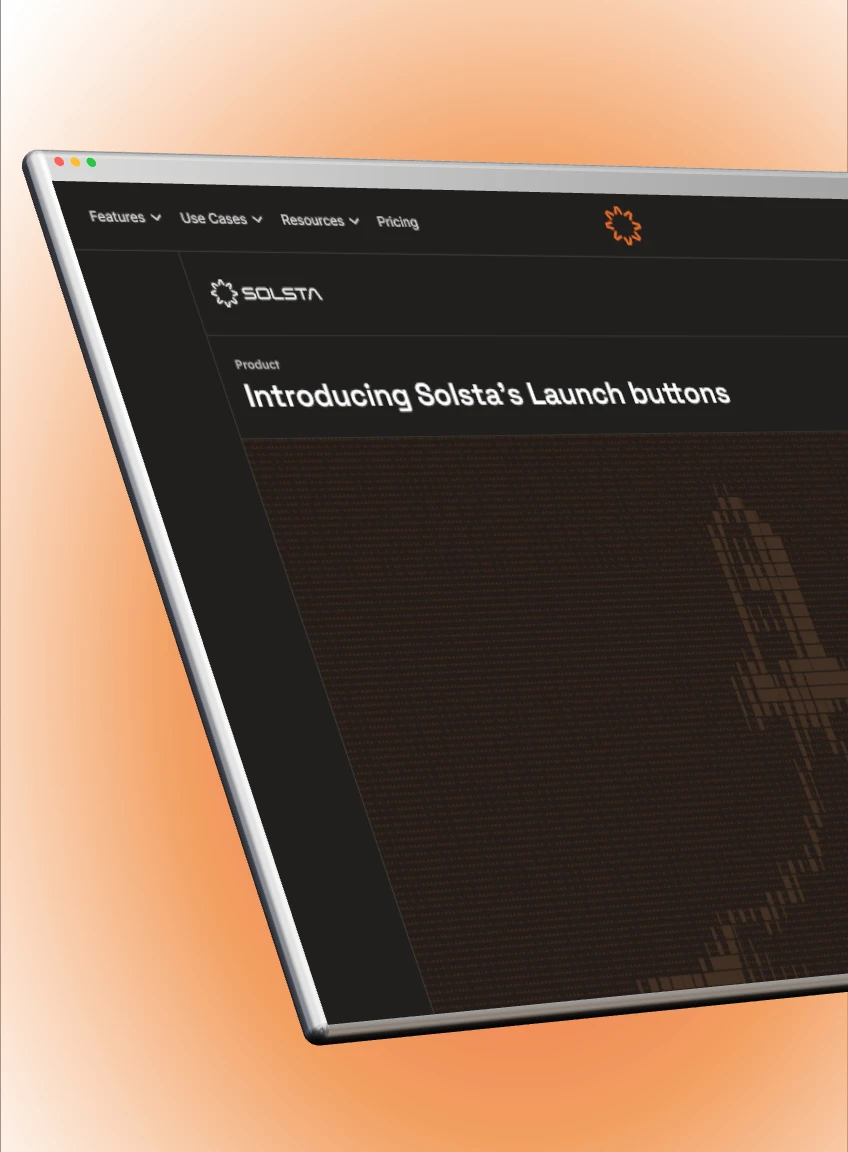 Features
Use Cases
Resources
Pricing
SOLSTA
Product
Introducing Solsta's Launch buttons